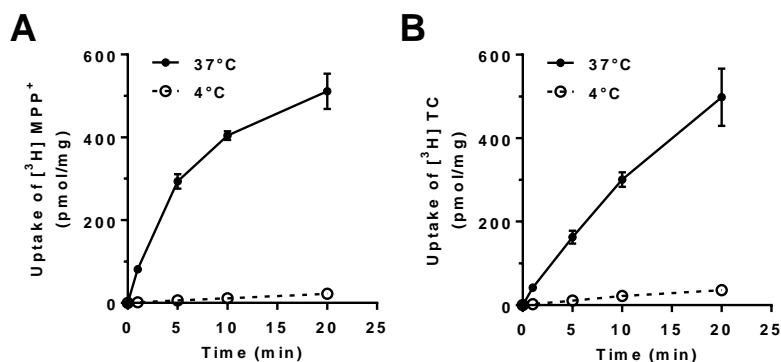 A
Uptake of [³H] MPP⁺
(pmol/mg)
600
400
200
0
37°C
4°C
0 5 10 15 20 25
Time (min)
B
Uptake of [³H] TC
(pmol/mg)
600
400
200
0
37°C
4°C
0 5 10 15 20 25
Time (min)